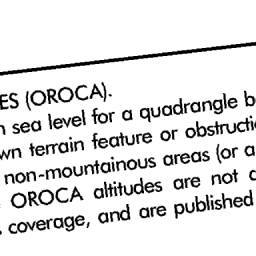 ES (OROCA).
sea level for a quadrangle b
wn terrain feature or obstructi
non-mountainous areas (or a
OROCA altitudes are not
coverage, and are published